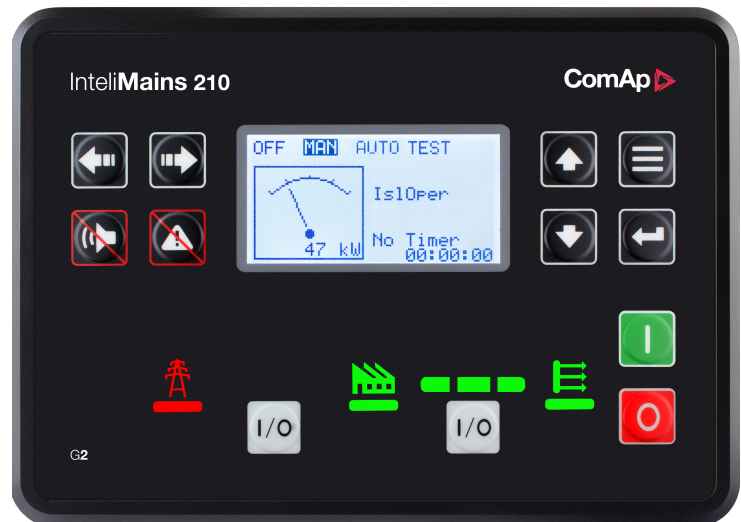 InteliMains 210
ComAp
OFF MAN AUTO TEST
IslOper
47 kW
No Timer
00:00:00
I
I/O
I/O
O
G2